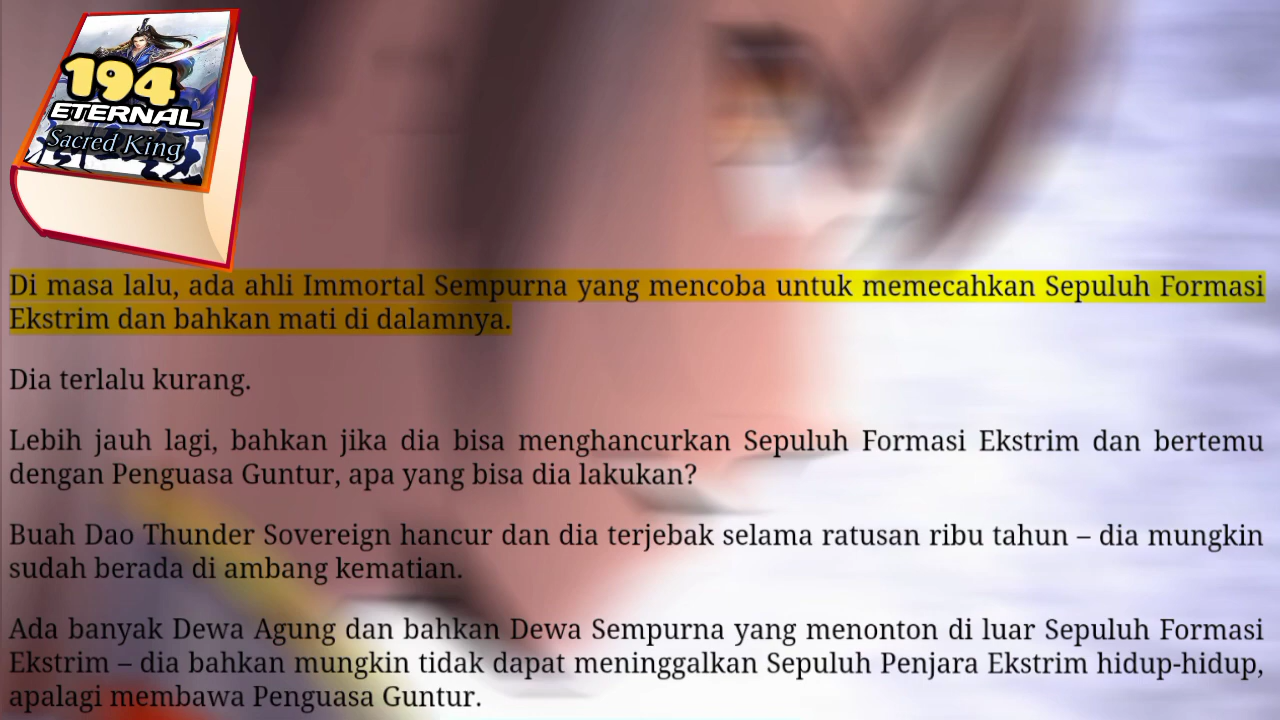 194
ETERNAL
Sacred King
Di masa lalu, ada ahli Immortal Sempurna yang mencoba untuk memecahkan Sepuluh Formasi
Ekstrim dan bahkan mati di dalamnya.
Dia terlalu kurang.
Lebih jauh lagi, bahkan jika dia bisa menghancurkan Sepuluh Formasi Ekstrim dan bertemu
dengan Penguasa Guntur, apa yang bisa dia lakukan?
Buah Dao Thunder Sovereign hancur dan dia terjebak selama ratusan ribu tahun – dia mungkin
sudah berada di ambang kematian.
Ada banyak Dewa Agung dan bahkan Dewa Sempurna yang menonton di luar Sepuluh Formasi
Ekstrim – dia bahkan mungkin tidak dapat meninggalkan Sepuluh Penjara Ekstrim hidup-hidup,
apalagi membawa Penguasa Guntur.